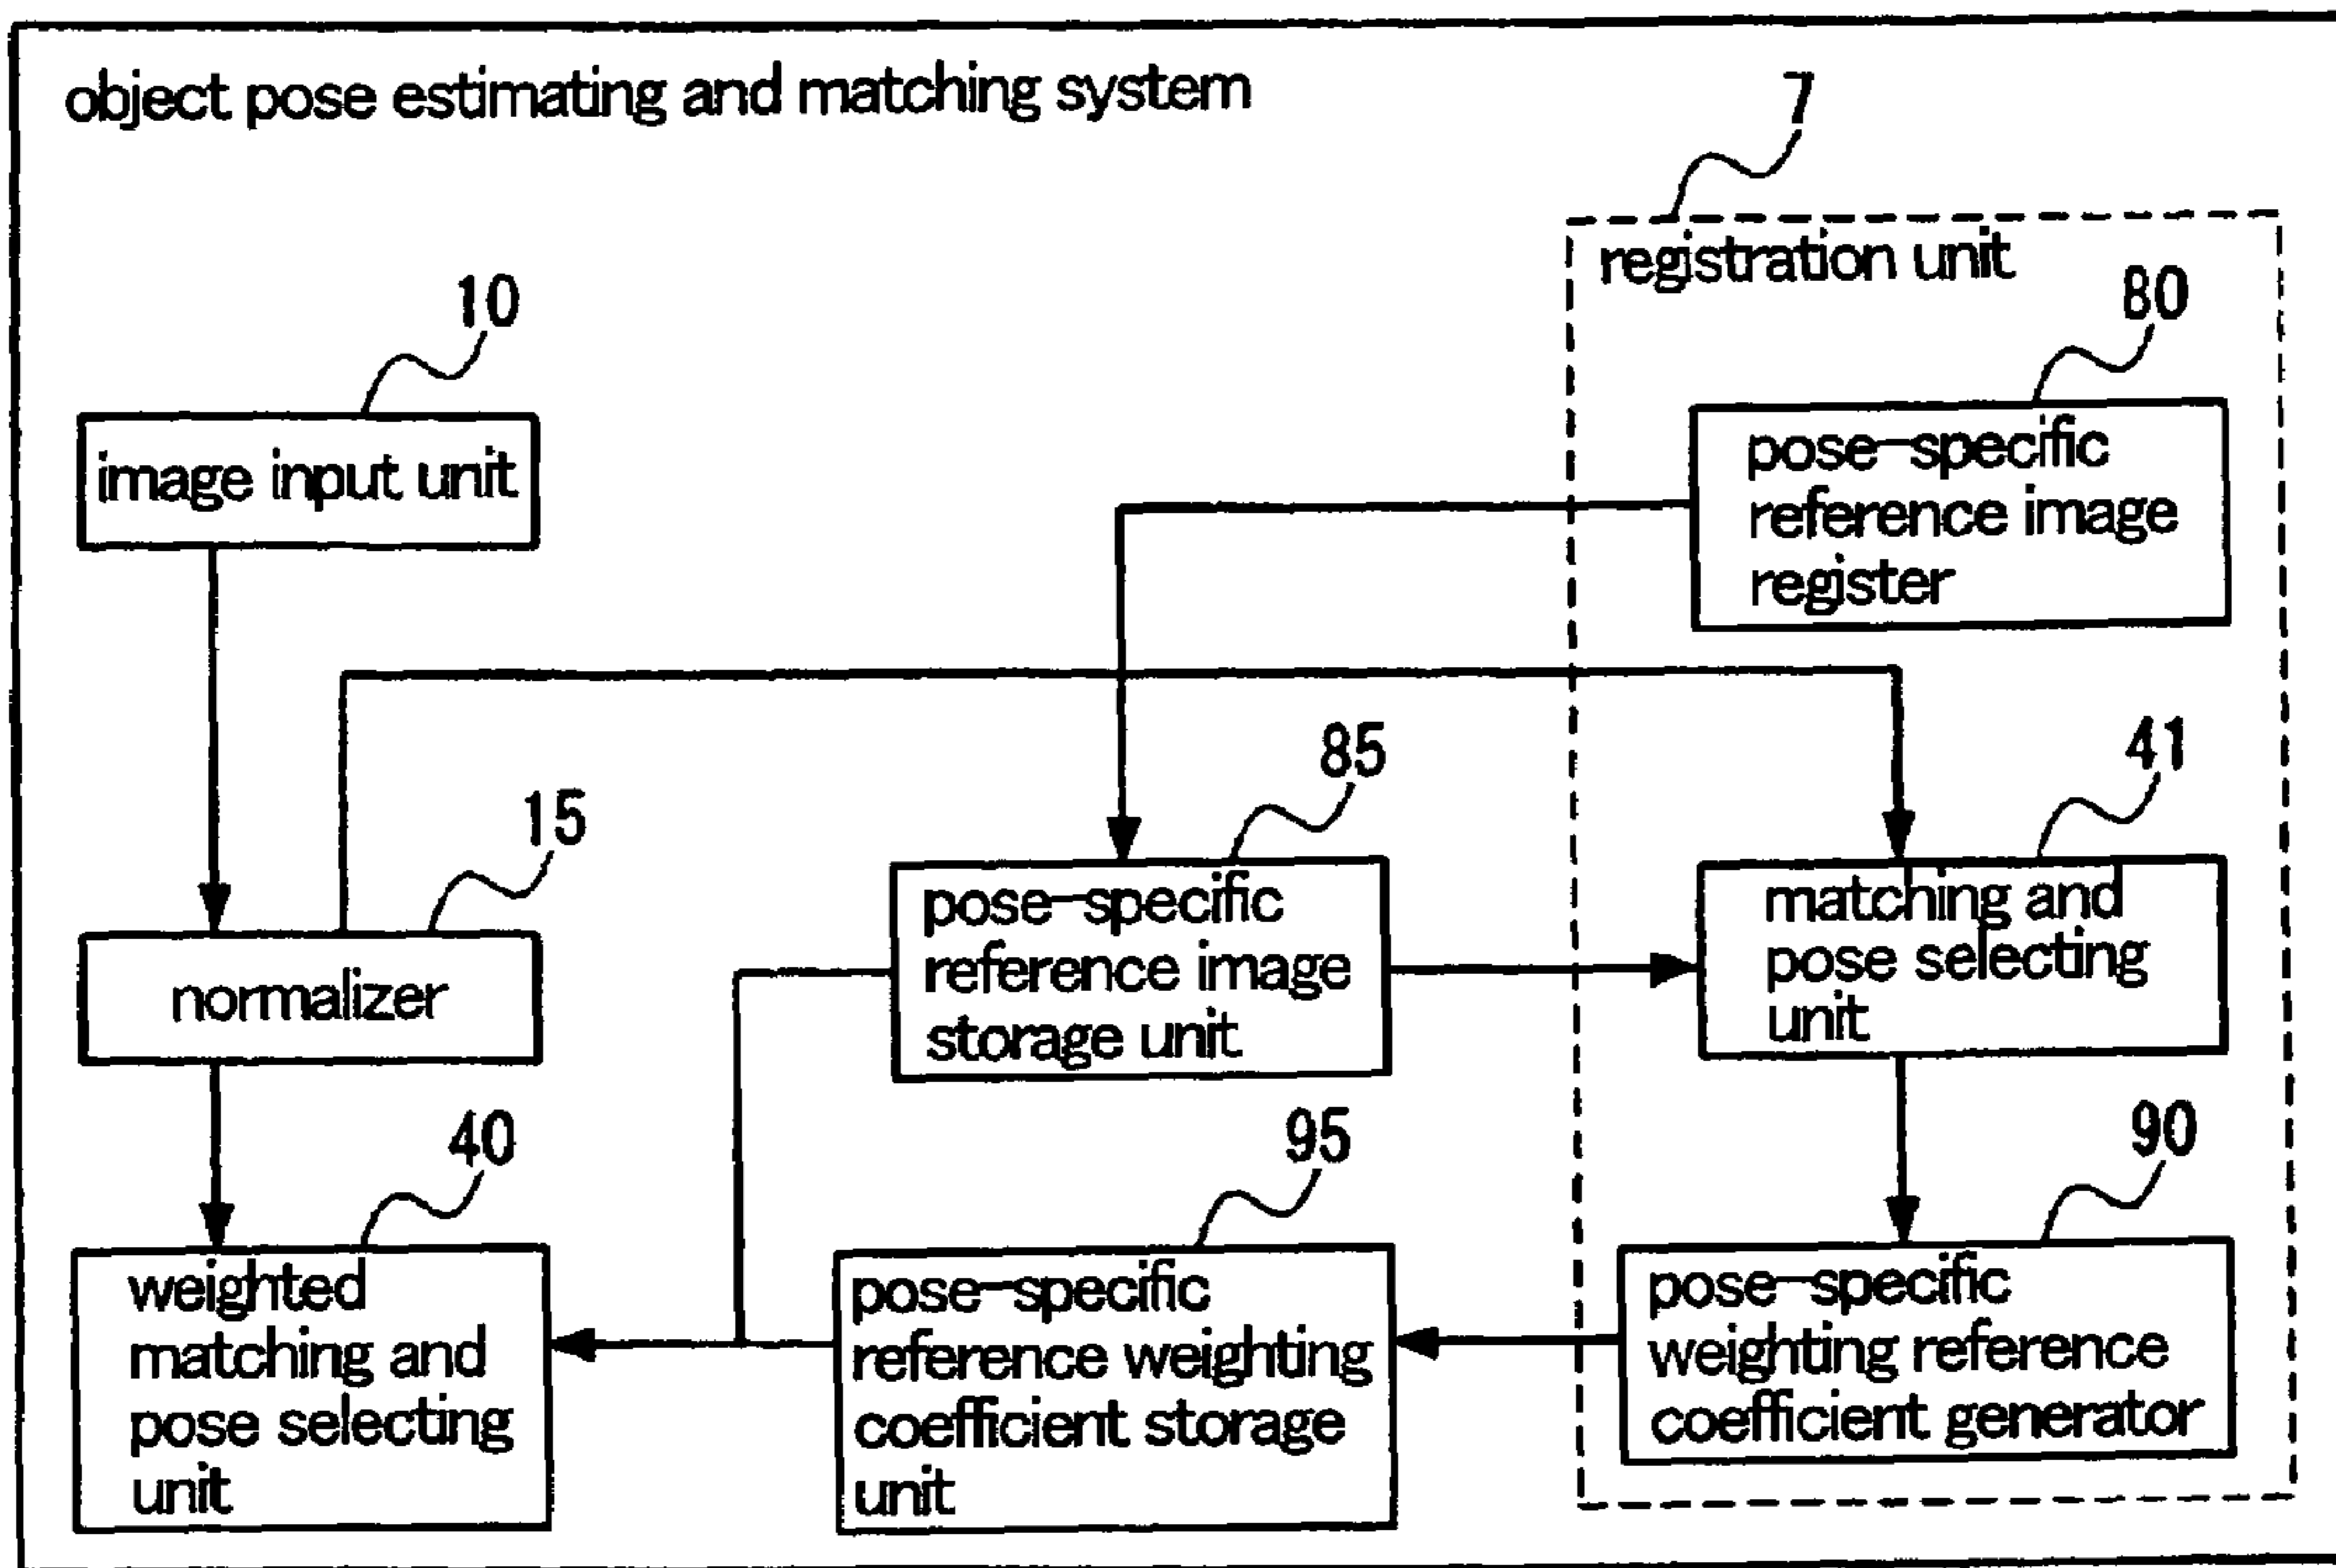 object pose estimating and matching system
7
registration unit
10
80
image input unit
pose-specific
reference image
register
85
41
15
pose-specific
reference image
storage unit
matching and
pose selecting
unit
normalizer
40
95
90
weighted
matching and
pose selecting
unit
pose-specific
reference weighting
coefficient storage
unit
pose-specific
weighting reference
coefficient generator